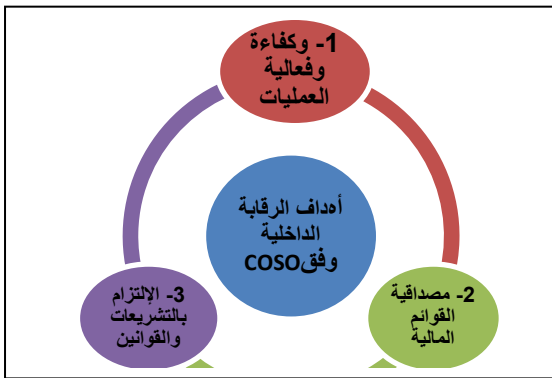 1- وكفاءة
وفعالية
العمليات
أهداف الرقابة
الداخلية
وفقCOSO
2- مصداقية
القوائم
المالية
3- الإلتزام
بالتشريعات
والقوانين